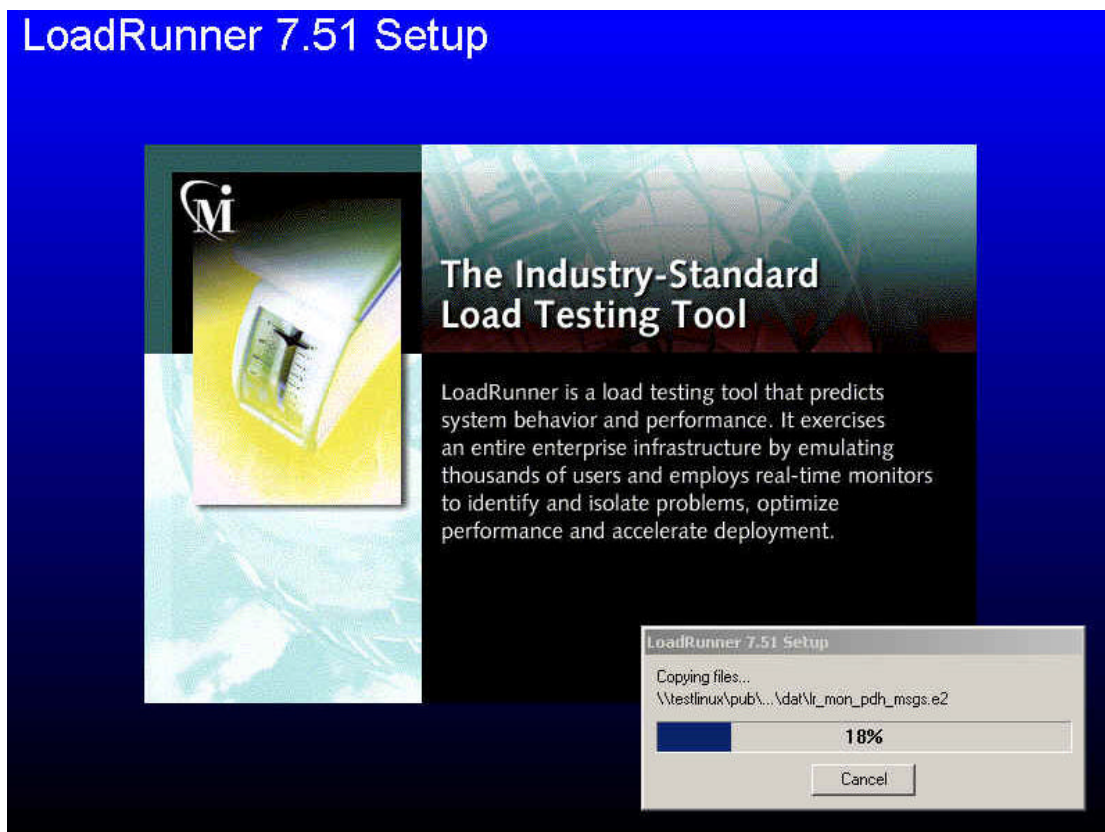 LoadRunner 7.51 Setup
Mi
The Industry-Standard
Load Testing Tool
LoadRunner is a load testing tool that predicts
system behavior and performance. It exercises
an entire enterprise infrastructure by emulating
thousands of users and employs real-time monitors
to identify and isolate problems, optimize
performance and accelerate deployment.
LoadRunner 7.51 Setup
Copying files...
\\testlinux\pub\...\dat\lr_mon_pdh_msgs.e2
18%
Cancel